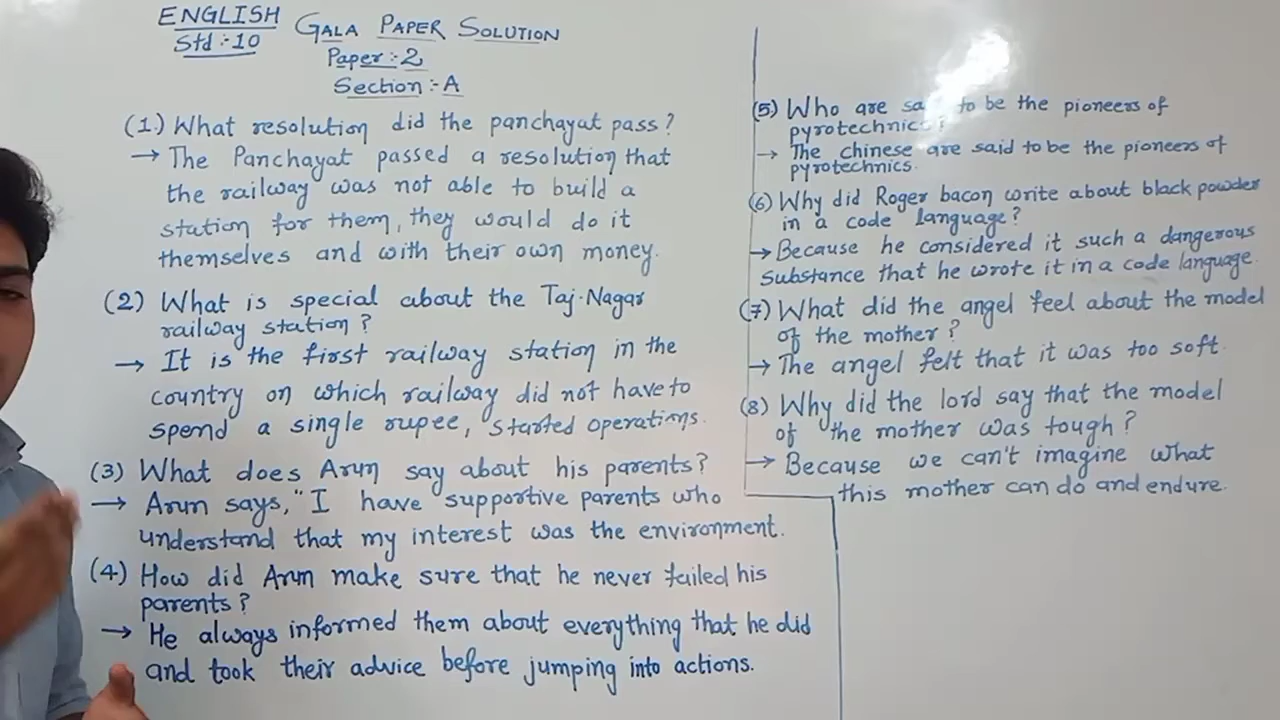 ENGLISH
Std :- 10
GALA PAPER SOLUTION
Paper :- 2
Section :- A
(1) What resolution did the panchayat pass?
→ The Panchayat passed a resolution that
the railway was not able to build a
station for them, they would do it
themselves and with their own money.
(2) What is special about the Taj-Nagar
railway station?
→ It is the first railway station in the
country on which railway did not have to
spend a single rupee, started operations.
(3) What does Arun say about his parents?
→ Arun says, "I have supportive parents who
understand that my interest was the environment.
(4) How did Arun make sure that he never failed his
parents?
→ He always informed them about everything that he did
and took their advice before jumping into actions.
(5) Who are to be the pioneers of
pyrotechnics?
→ The chinese are said to be the pioneers of
pyrotechnics.
(6) Why did Roger bacon write about black powder
in a code language?
→ Because he considered it such a dangerous
substance that he wrote it in a code language.
(7) What did the angel feel about the model
of the mother?
→ The angel felt that it was too soft.
(8) Why did the lord say that the model
of the mother was tough?
→ Because we can't imagine what
this mother can do and endure.